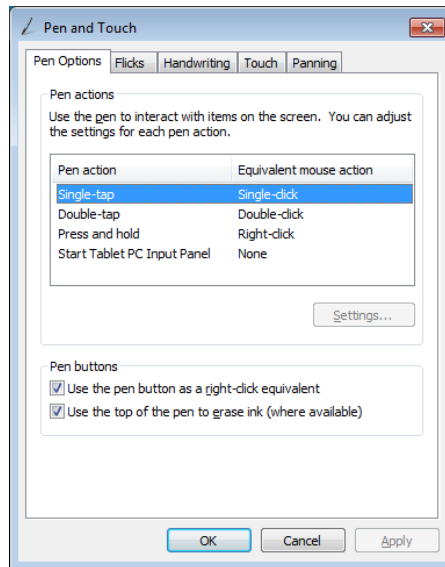 Pen and Touch
Pen Options Flicks Handwriting Touch Panning
Pen actions
Use the pen to interact with items on the screen. You can adjust
the settings for each pen action.
Pen action Equivalent mouse action
Single-tap Single-click
Double-tap Double-click
Press and hold Right-click
Start Tablet PC Input Panel None
Settings...
Pen buttons
Use the pen button as a right-click equivalent
Use the top of the pen to erase ink (where available)
OK Cancel Apply